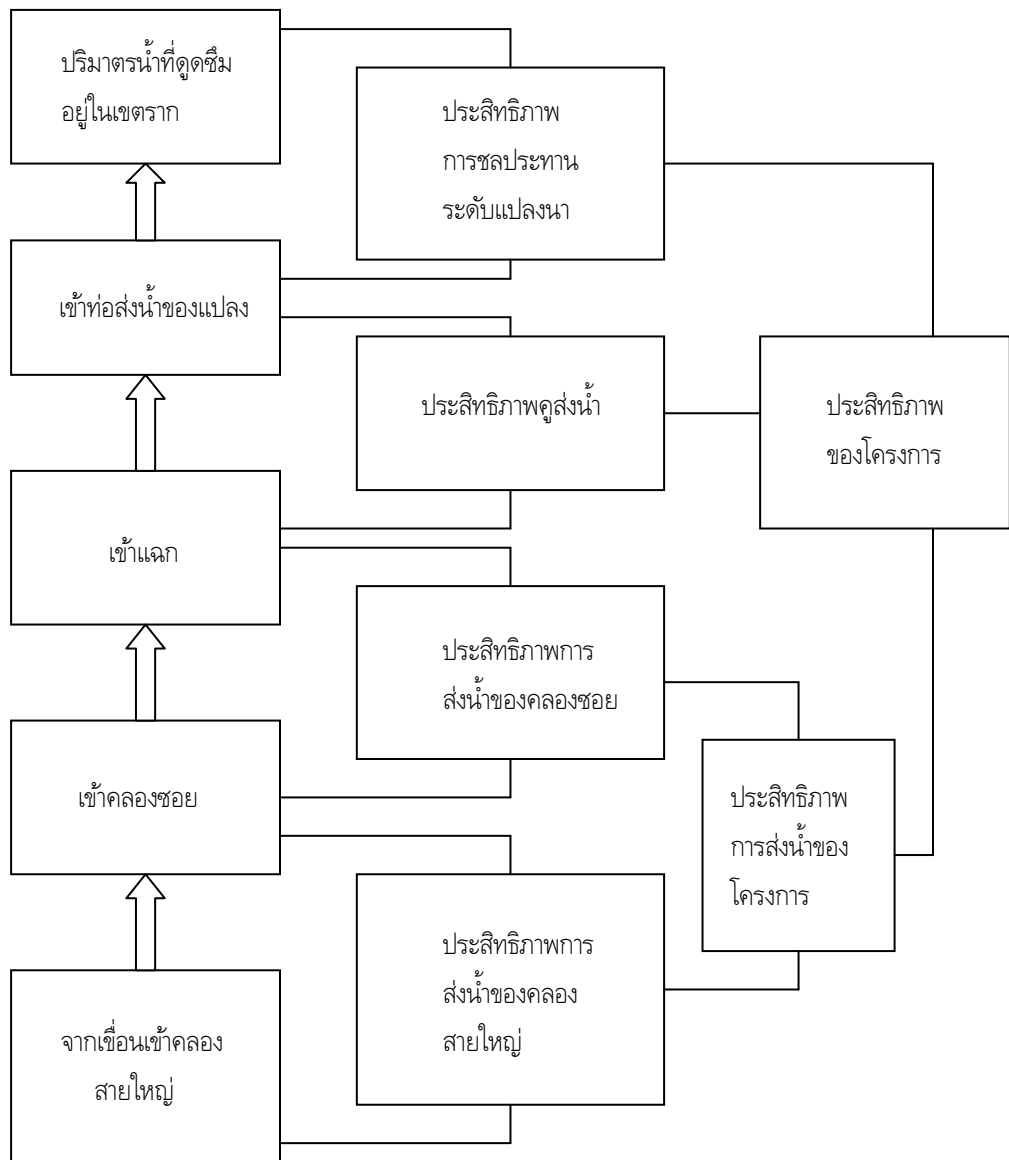 ปริมาตรน้ำที่ดูดซึม
อยู่ในเขตราก
ประสิทธิภาพ
การชลประทาน
ระดับแปลงนา
เข้าท่อส่งน้ำของแปลง
ประสิทธิภาพคูส่งน้ำ
ประสิทธิภาพ
ของโครงการ
เข้าแฉก
ประสิทธิภาพการ
ส่งน้ำของคลองซอย
เข้าคลองซอย
ประสิทธิภาพ
การส่งน้ำของ
โครงการ
ประสิทธิภาพการ
ส่งน้ำของคลอง
สายใหญ่
จากเขื่อนเข้าคลอง
สายใหญ่